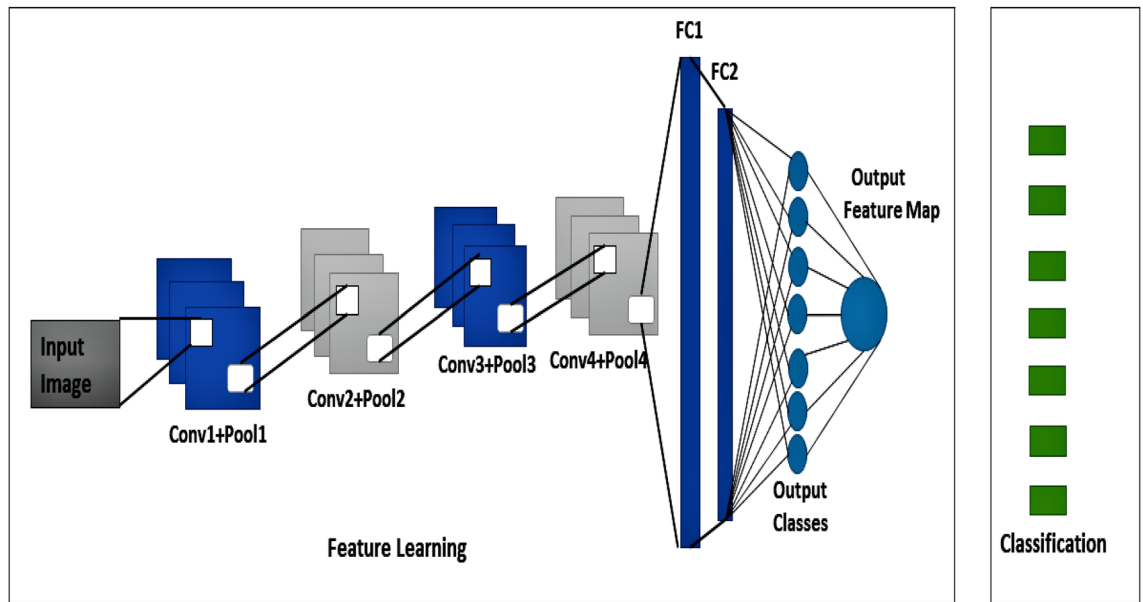 Input
Image
Conv1+Pool1
Conv2+Pool2
Conv3+Pool3
Conv4+Pool4
FC1
FC2
Output
Feature Map
Output
Classes
Feature Learning
Classification